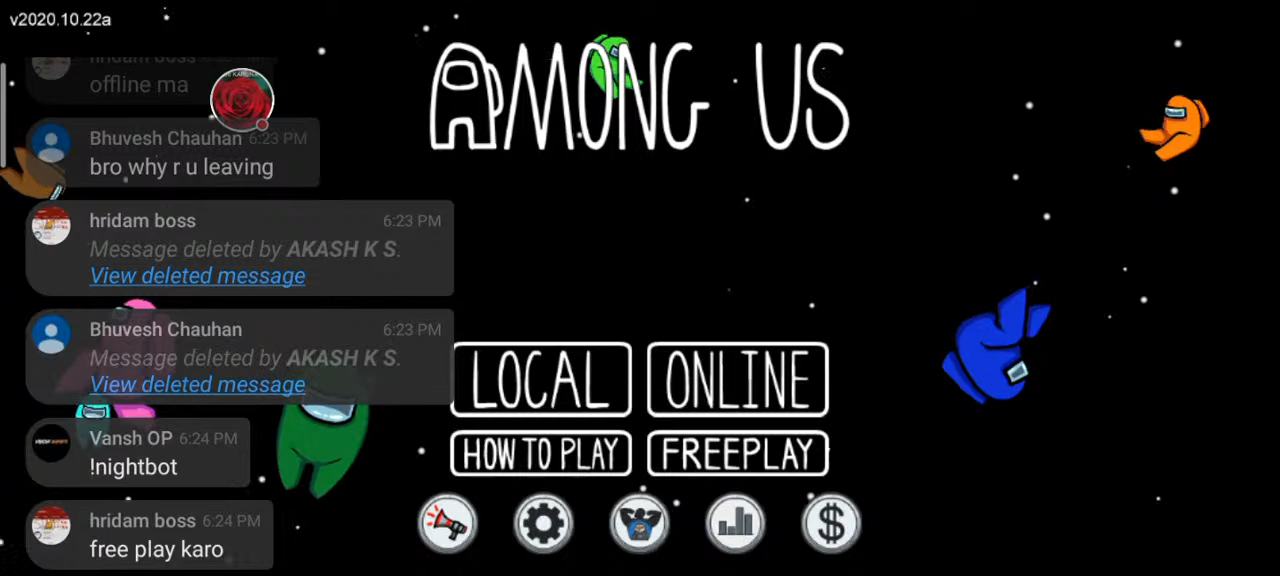 v2020.10.22a
AMONG US
hridam boss
offline ma
Bhuvesh Chauhan 6:23 PM
bro why r u leaving
hridam boss 6:23 PM
Message deleted by AKASH K S.
View deleted message
Bhuvesh Chauhan 6:23 PM
Message deleted by AKASH K S.
View deleted message
Vansh OP 6:24 PM
!nightbot
hridam boss 6:24 PM
free play karo
LOCAL
ONLINE
HOW TO PLAY
FREEPLAY
$